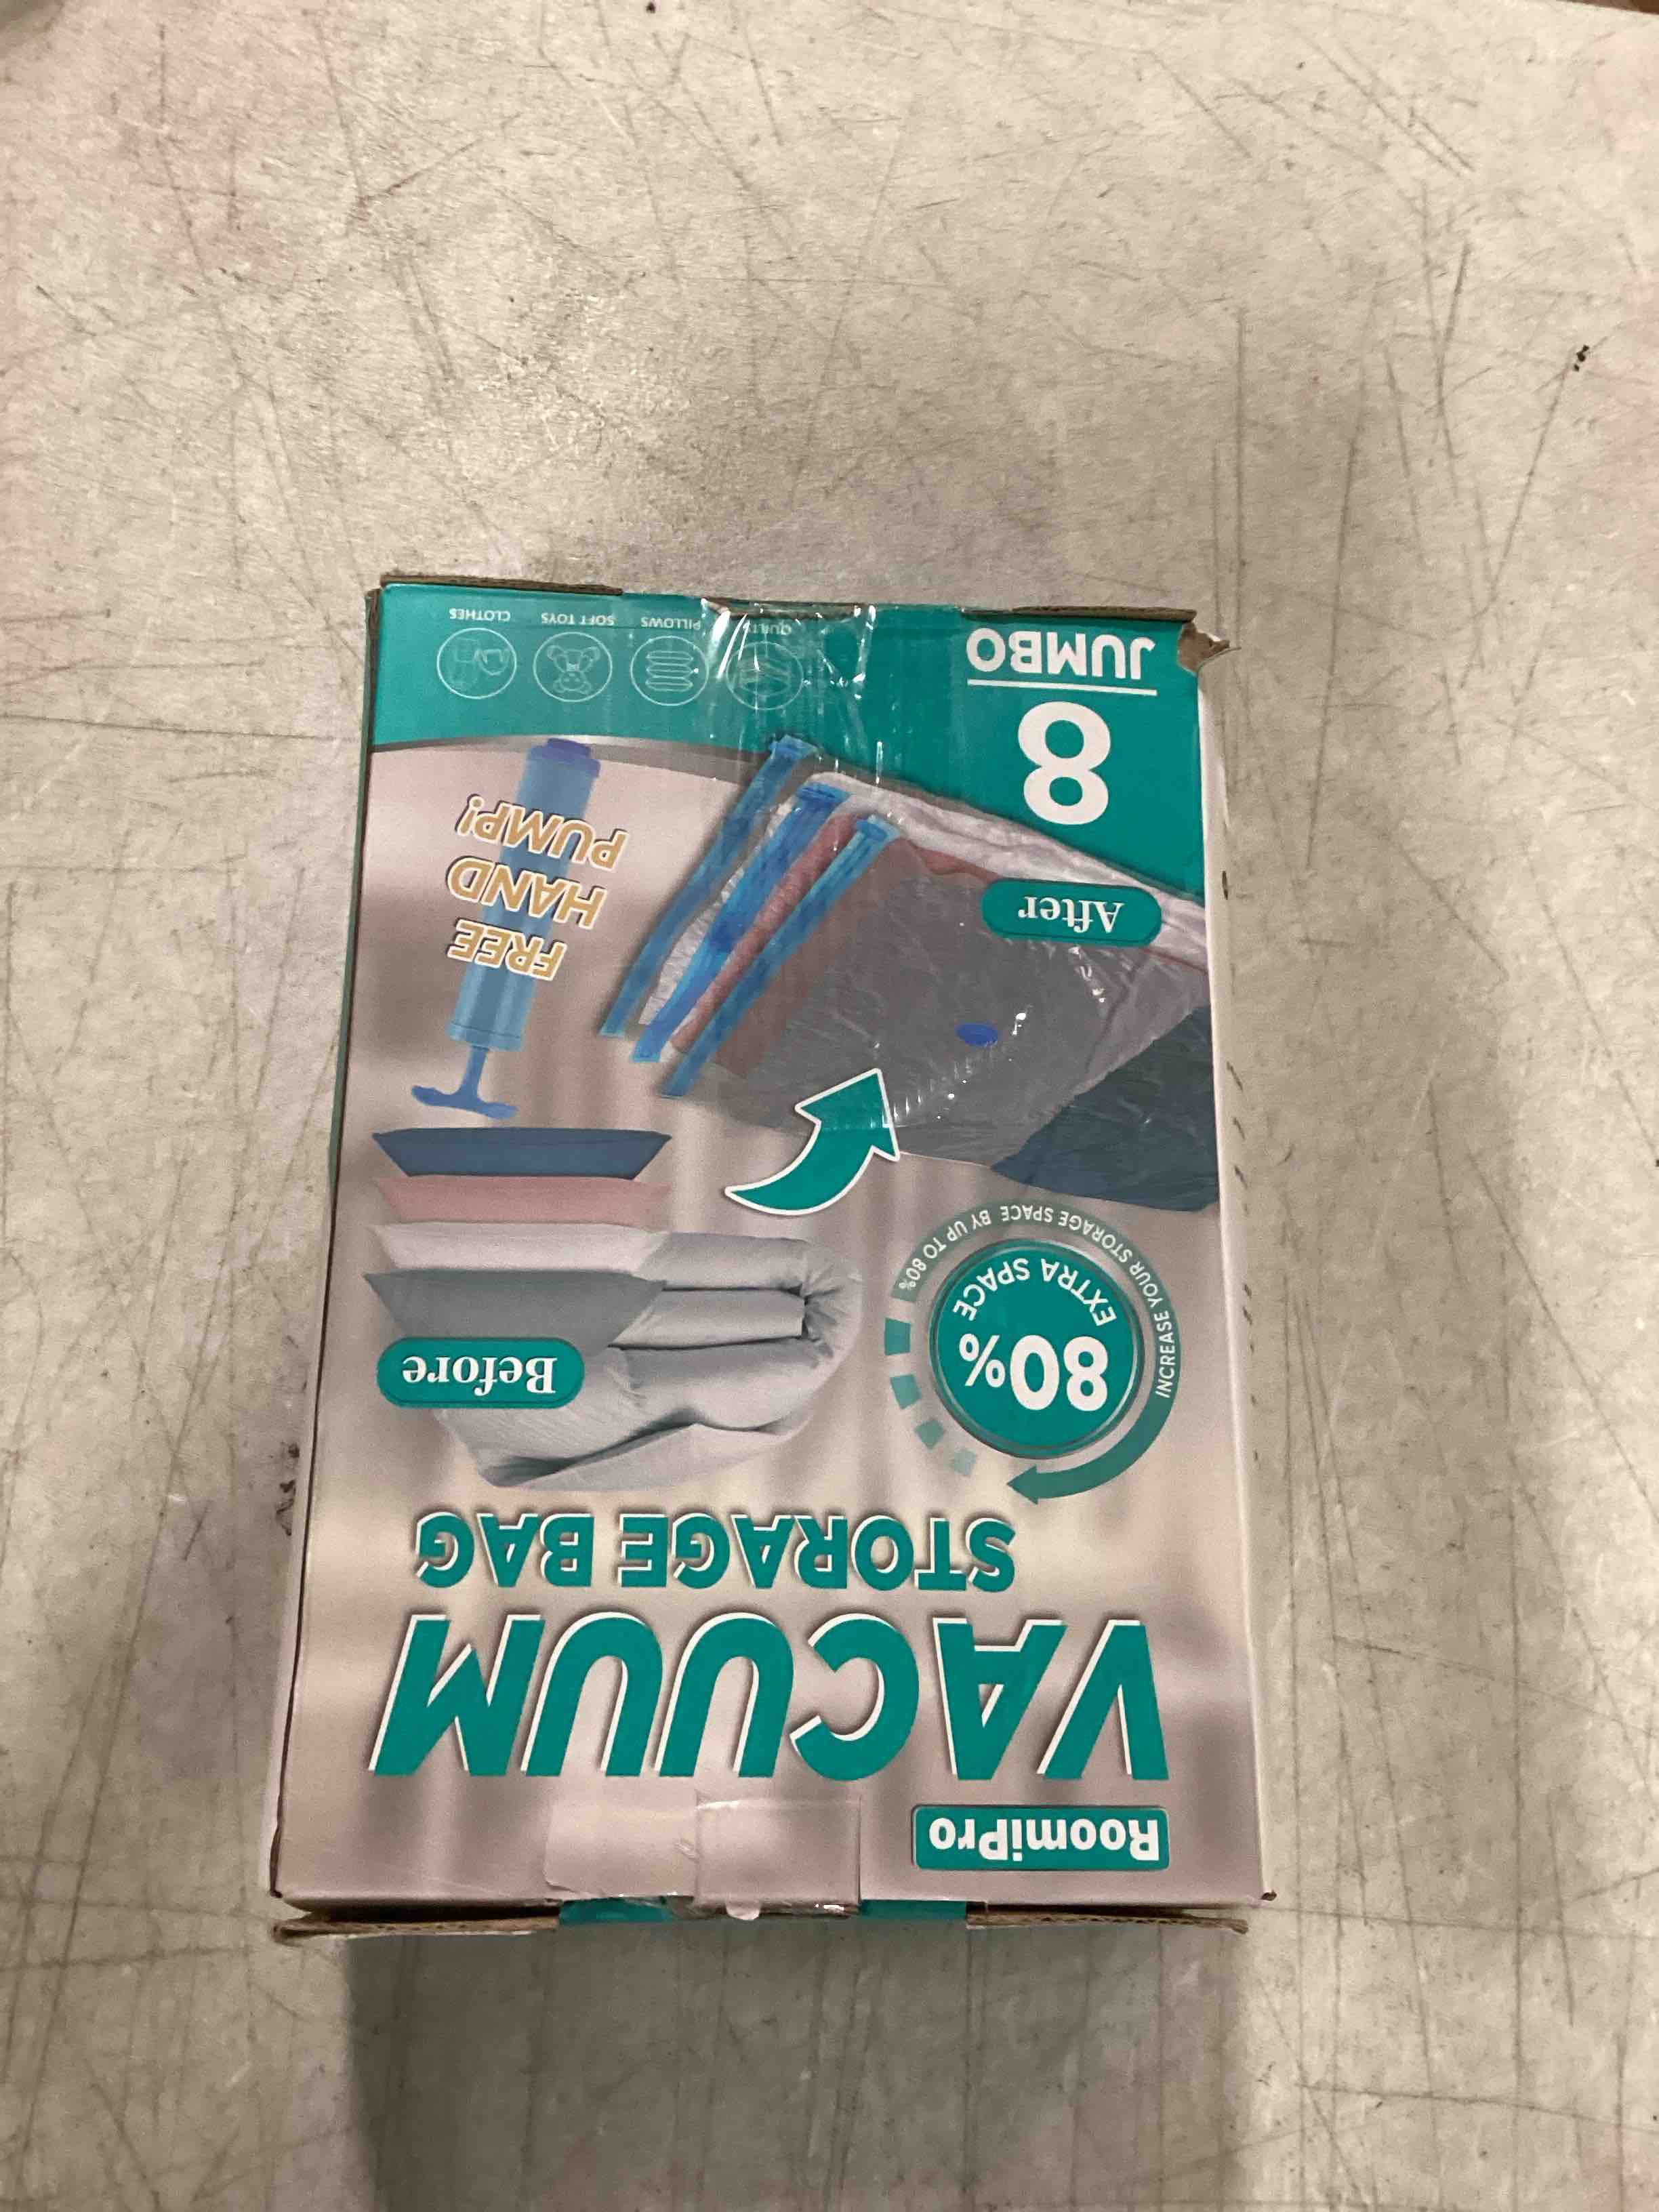 RoomiPro
VACUUM
STORAGE BAG
80%
EXTRA SPACE
INCREASE YOUR STORAGE SPACE BY UP TO 80%
Before
After
FREE
HAND
PUMP!
8
JUMBO
QUILTS
PILLOWS
SOFT TOYS
CLOTHES